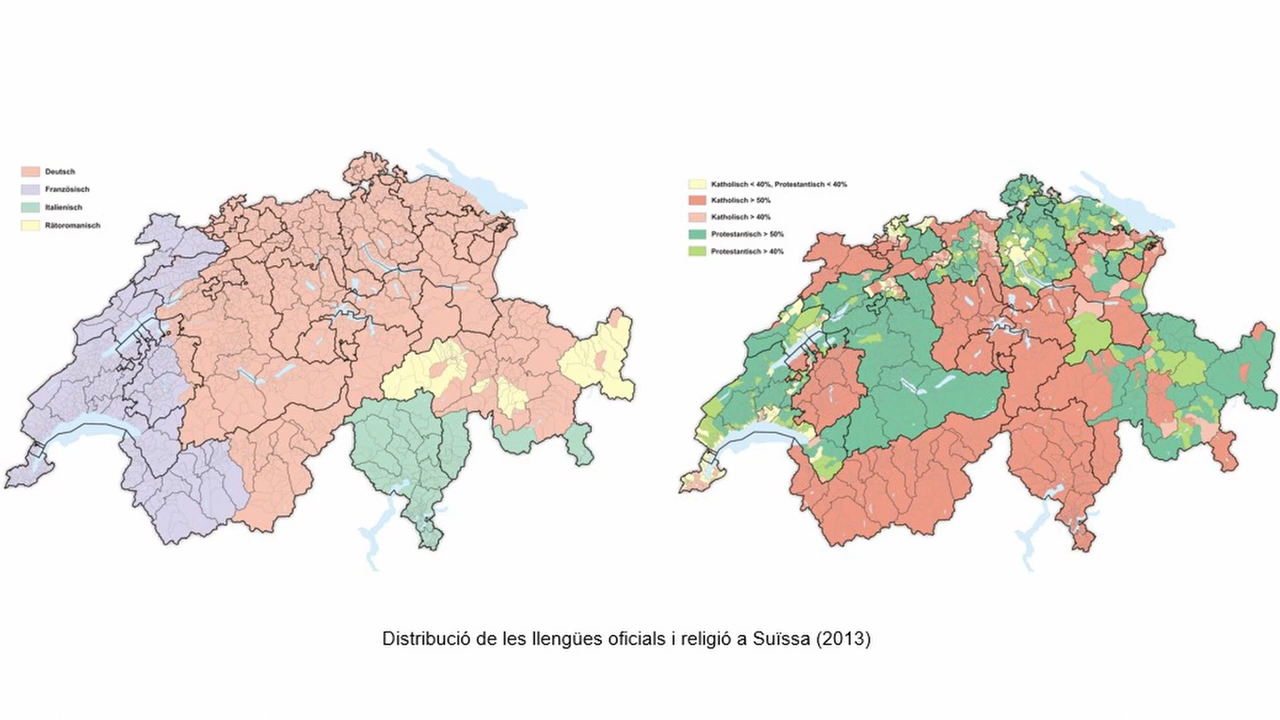 Deutsch
Französisch
Italienisch
Rätoromanisch
Katholisch < 40%, Protestantisch < 40%
Katholisch > 50%
Katholisch > 40%
Protestantisch > 50%
Protestantisch > 40%
Distribució de les llengües oficials i religió a Suïssa (2013)